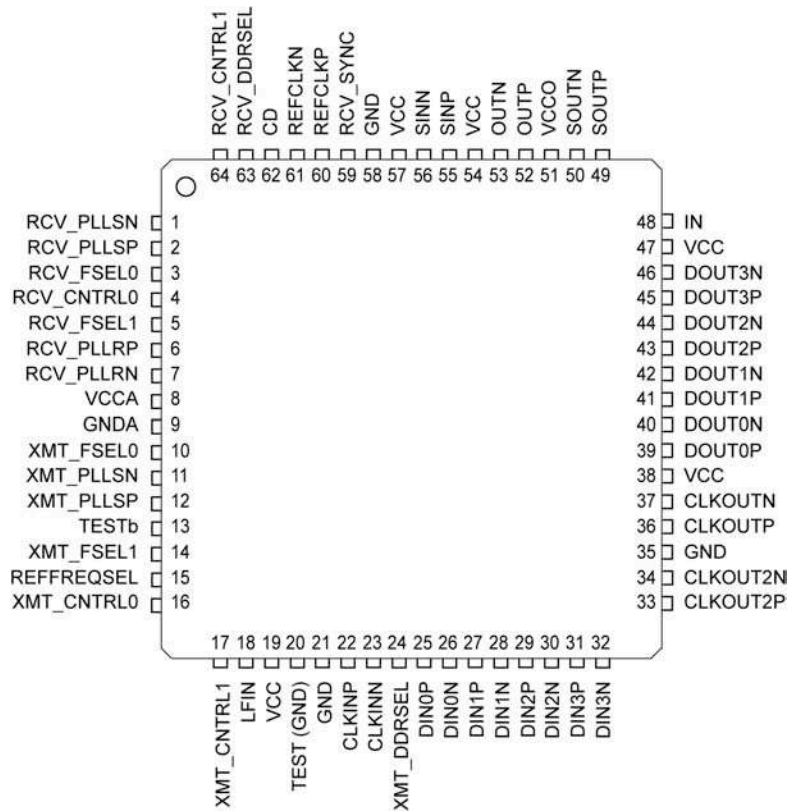 RCV_CNTRL1
RCV_DDRSEL
CD
REFCLKN
REFCLKP
RCV_SYNC
GND
VCC
SINN
SINP
VCC
OUTN
OUTP
VCCO
SOUTN
SOUTP
64 63 62 61 60 59 58 57 56 55 54 53 52 51 50 49
RCV_PLLSN 1
RCV_PLLSP 2
RCV_FSEL0 3
RCV_CNTRL0 4
RCV_FSEL1 5
RCV_PLLRP 6
RCV_PLLRN 7
VCCA 8
GNDA 9
XMT_FSEL0 10
XMT_PLLSN 11
XMT_PLLSP 12
TESTb 13
XMT_FSEL1 14
REFFREQSEL 15
XMT_CNTRL0 16
48 IN
47 VCC
46 DOUT3N
45 DOUT3P
44 DOUT2N
43 DOUT2P
42 DOUT1N
41 DOUT1P
40 DOUT0N
39 DOUT0P
38 VCC
37 CLKOUTN
36 CLKOUTP
35 GND
34 CLKOUT2N
33 CLKOUT2P
17 18 19 20 21 22 23 24 25 26 27 28 29 30 31 32
XMT_CNTRL1
LFIN
VCC
TEST (GND)
GND
CLKINP
CLKINN
XMT_DDRSEL
DIN0P
DIN0N
DIN1P
DIN1N
DIN2P
DIN2N
DIN3P
DIN3N